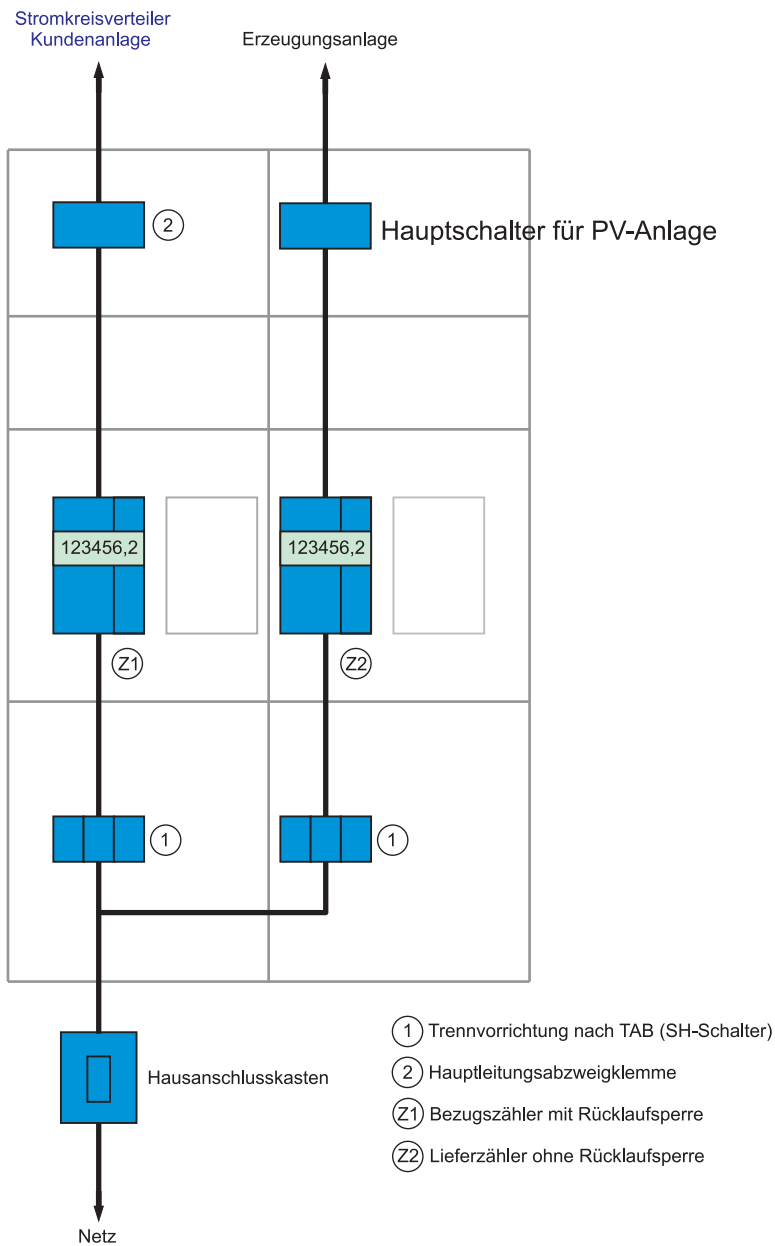 Stromkreisverteiler
Kundenanlage
Erzeugungsanlage
2
Hauptschalter für PV-Anlage
123456,2
123456,2
Z1
Z2
1
1
Hausanschlusskasten
1 Trennvorrichtung nach TAB (SH-Schalter)
2 Hauptleitungsabzweigklemme
Z1 Bezugszähler mit Rücklaufsperre
Z2 Lieferzähler ohne Rücklaufsperre
Netz